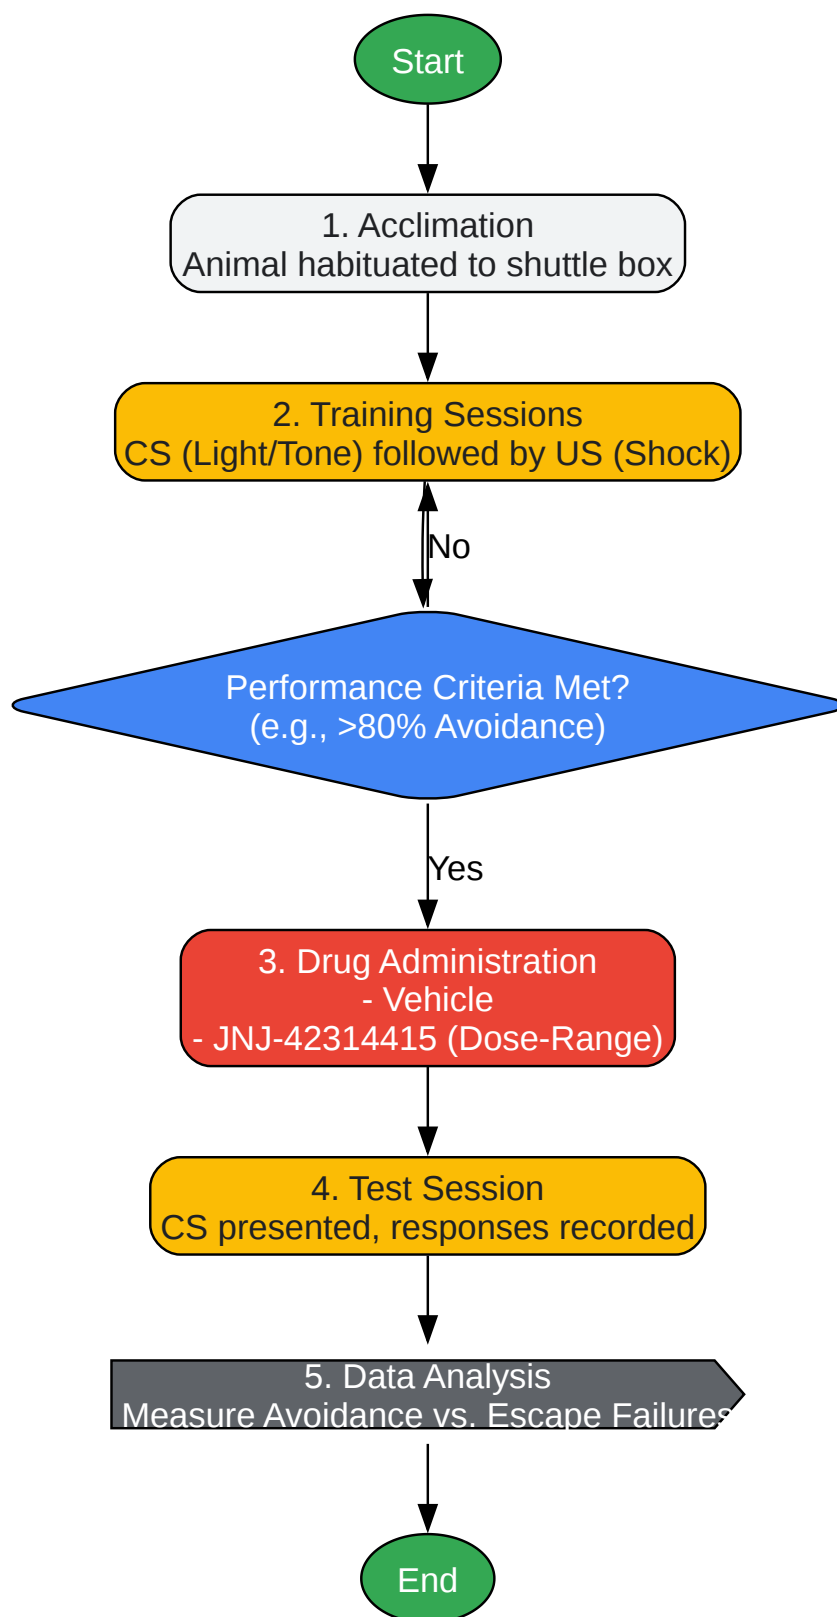 Start
1. Acclimation
Animal habituated to shuttle box
2. Training Sessions
CS (Light/Tone) followed by US (Shock)
No
Performance Criteria Met?
(e.g., >80% Avoidance)
Yes
3. Drug Administration
- Vehicle
- JNJ-42314415 (Dose-Range)
4. Test Session
CS presented, responses recorded
5. Data Analysis
Measure Avoidance vs. Escape Failures
End